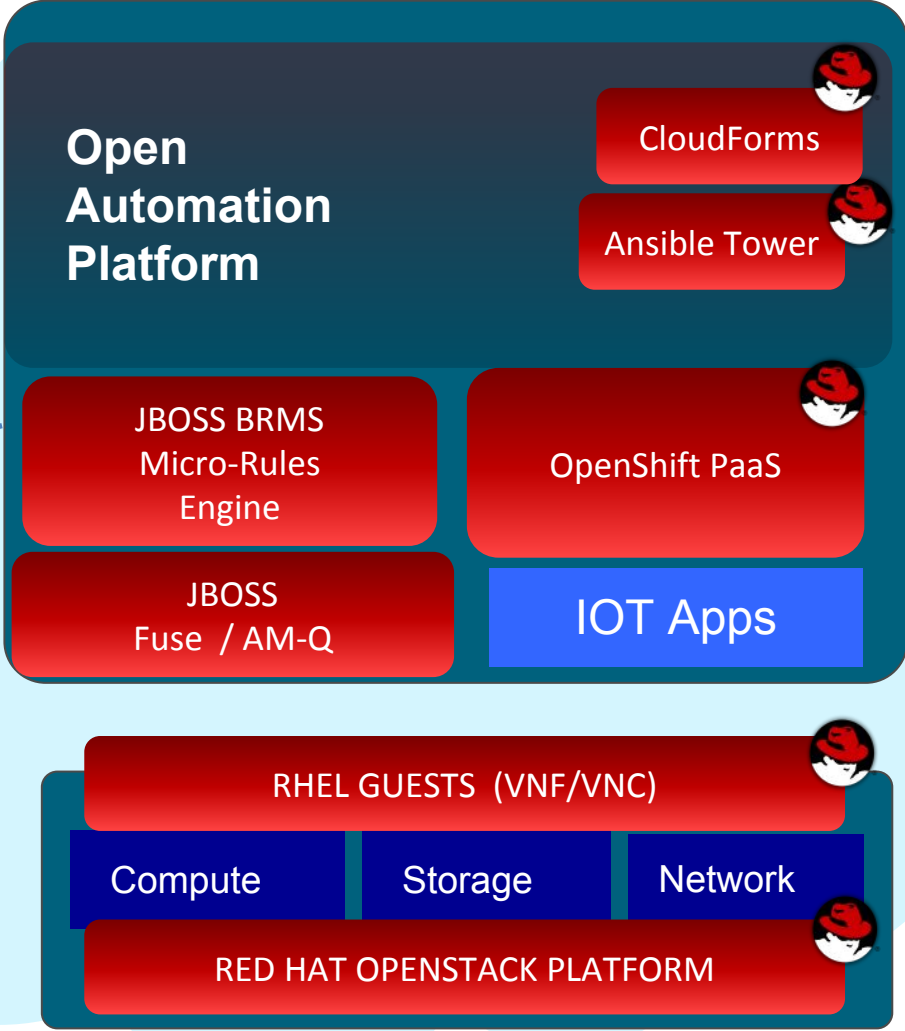 Open
Automation
Platform
CloudForms
Ansible Tower
JBOSS BRMS
Micro-Rules
Engine
OpenShift PaaS
JBOSS
Fuse / AM-Q
IOT Apps
RHEL GUESTS (VNF/VNC)
Compute
Storage
Network
RED HAT OPENSTACK PLATFORM